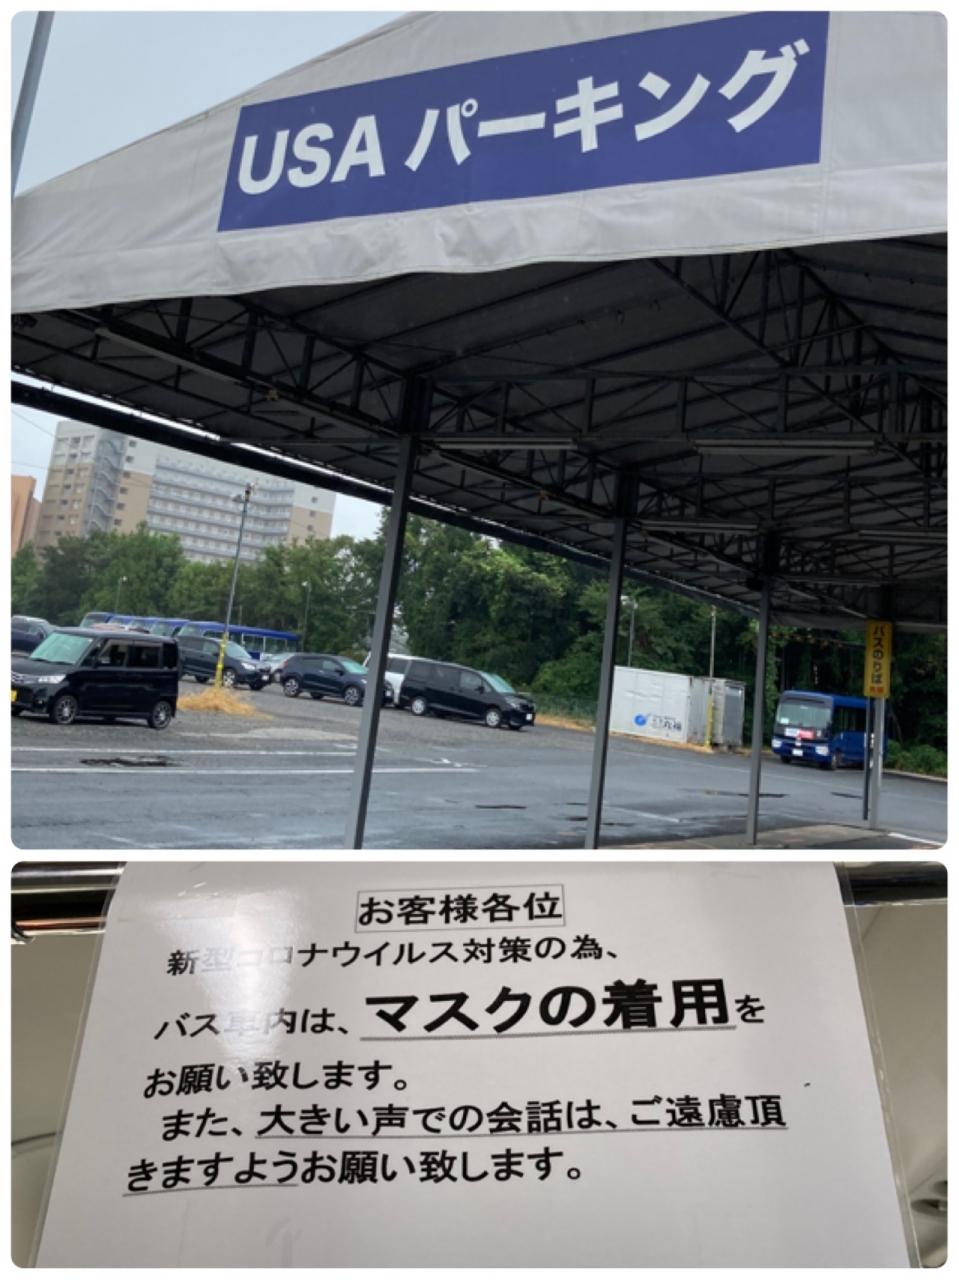 USA パーキング
バスのりば
お客様各位
新型コロナウイルス対策の為、
バス車内は、マスクの着用を
お願い致します。
また、大きい声での会話は、ご遠慮頂
きますようお願い致します。